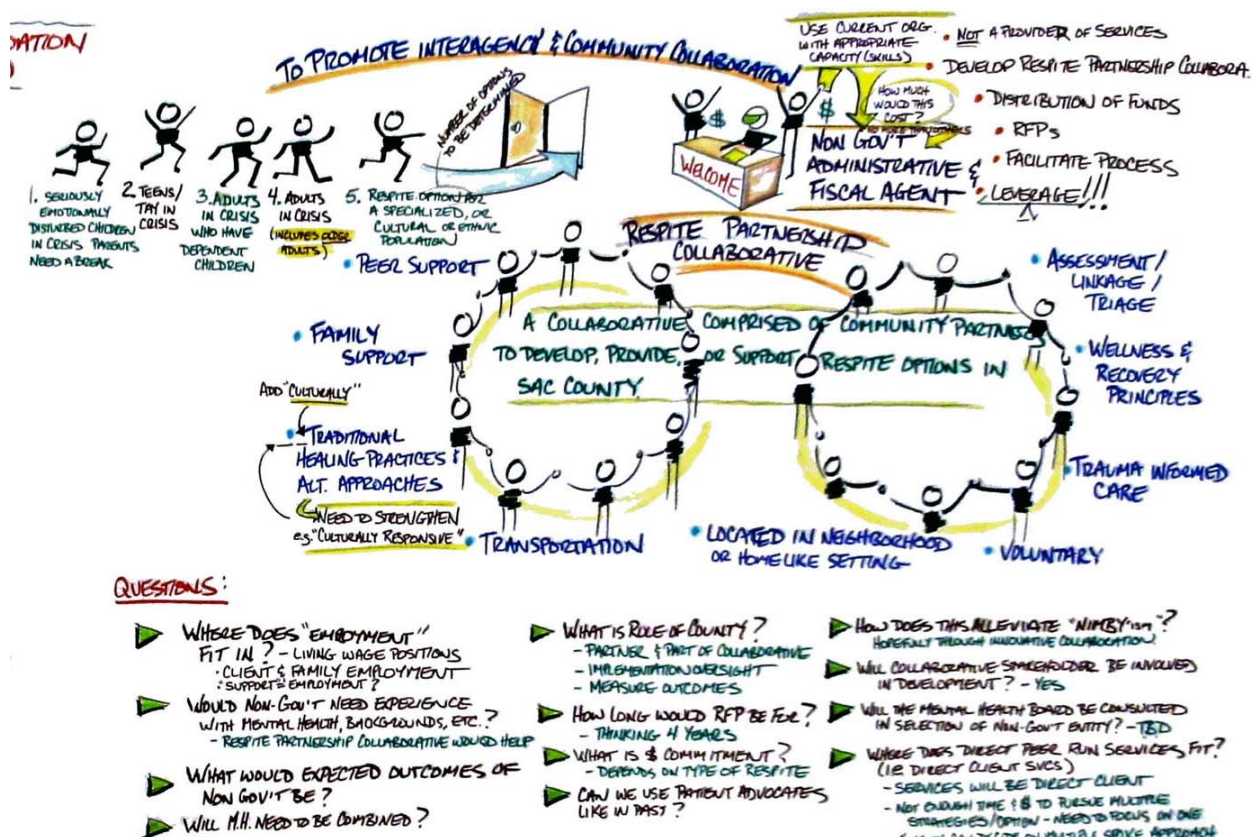 TO PROMOTE INTERAGENCY & COMMUNITY COLLABORATION
USE CURRENT ORG.
WITH APPROPRIATE
CAPACITY (SKILLS)
• NOT A PROVIDER OF SERVICES
• DEVELOP RESPITE PARTNERSHIP COLLABORA.
• DISTRIBUTION OF FUNDS
• RFPs
• FACILITATE PROCESS
• LEVERAGE!!!
HOW MUCH
WOULD THIS
COST?
NON GOV'T
ADMINISTRATIVE &
FISCAL AGENT
$
$
WELCOME
NUMBER OF OPTIONS
TO BE DETERMINED
1. SERIOUSLY
EMOTIONALLY
DISTURBED CHILDREN
IN CRISIS PARENTS
NEED A BREAK
2. TEENS/
TAY IN
CRISIS
3. ADULTS
IN CRISIS
WHO HAVE
DEPENDENT
CHILDREN
4. ADULTS
IN CRISIS
(INCLUDES OLDER
ADULTS)
5. RESPITE OPTION FOR
A SPECIALIZED, OR
CULTURAL OR ETHNIC
POPULATION
RESPITE PARTNERSHIP
COLLABORATIVE
A COLLABORATIVE COMPRISED OF COMMUNITY PARTNERS
TO DEVELOP, PROVIDE, OR SUPPORT RESPITE OPTIONS IN
SAC COUNTY
• PEER SUPPORT
• FAMILY
SUPPORT
ADD "CULTURALLY"
• TRADITIONAL
HEALING PRACTICES &
ALT. APPROACHES
NEED TO STRENGTHEN
e.g. "CULTURALLY RESPONSIVE"
• TRANSPORTATION
• LOCATED IN NEIGHBORHOOD
OR HOMELIKE SETTING
• VOLUNTARY
• TRAUMA INFORMED
CARE
• WELLNESS &
RECOVERY
PRINCIPLES
• ASSESSMENT/
LINKAGE/
TRIAGE
QUESTIONS:
WHERE DOES "EMPOYMENT"
FIT IN? - LIVING WAGE POSITIONS
• CLIENT & FAMILY EMPLOYMENT
• SUPPORT = EMPLOYMENT?
WOULD NON-GOV'T NEED EXPERIENCE
WITH MENTAL HEALTH, BACKGROUNDS, ETC.?
- RESPITE PARTNERSHIP COLLABORATIVE WOULD HELP
WHAT WOULD EXPECTED OUTCOMES OF
NON GOV'T BE?
WILL M.H. NEED TO BE COMBINED?
WHAT IS ROLE OF COUNTY?
- PARTNER & PART OF COLLABORATIVE
- IMPLEMENTATION OVERSIGHT
- MEASURE OUTCOMES
HOW LONG WOULD RFP BE FOR?
- THINKING 4 YEARS
WHAT IS $ COMMITMENT?
- DEPENDS ON TYPE OF RESPITE
CAN WE USE PATIENT ADVOCATES
LIKE IN PAST?
HOW DOES THIS ALLEVIATE "NIMBY"ism"?
HOPEFULLY THROUGH INNOVATIVE COLLABORATION
WILL COLLABORATIVE STAKEHOLDER BE INVOLVED
IN DEVELOPMENT? - YES
WILL THE MENTAL HEALTH BOARD BE CONSULTED
IN SELECTION OF NON-GOV'T ENTITY? - TBD
WHERE DOES DIRECT PEER RUN SERVICES FIT?
(I.E. DIRECT CLIENT SVCS)
- SERVICES WILL BE DIRECT CLIENT
- NOT ENOUGH TIME & $ TO PURSUE MULTIPLE
STRATEGIES/OPTION - NEED TO FOCUS ON ONE